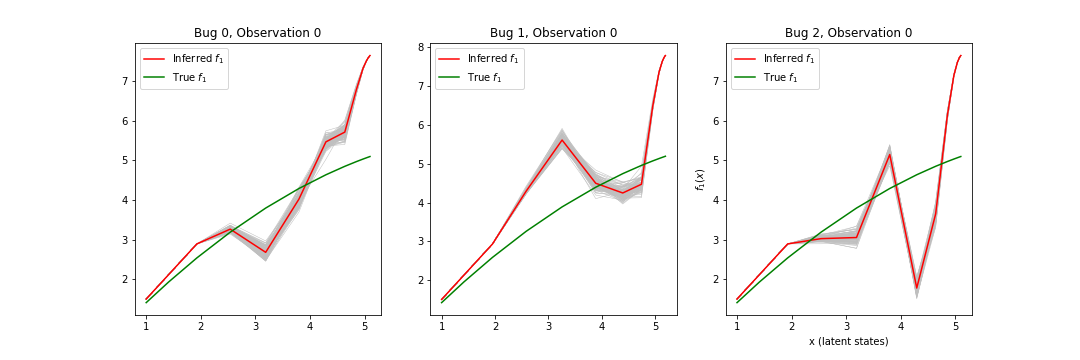 Bug 0, Observation 0
Inferred f₁
True f₁
7
6
5
4
3
2
1 2 3 4 5
Bug 1, Observation 0
Inferred f₁
True f₁
8
7
6
5
4
3
2
1 2 3 4 5
Bug 2, Observation 0
Inferred f₁
True f₁
f₁(x)
7
6
5
4
3
2
1 2 3 4 5
x (latent states)